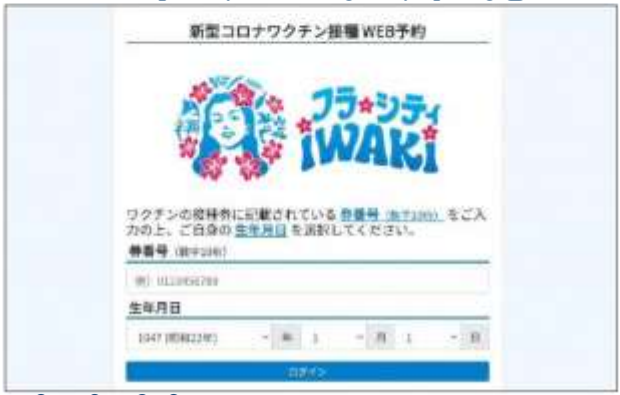 新型コロナワクチン接種WEB予約
フラ・シティ
IWAKI
ワクチンの接種券に記載されている 券番号（数字10桁） をご入
力の上、ご自身の 生年月日 を選択してください。
券番号（数字10桁）
例）0123456789
生年月日
1947（昭和22年） 年 1 月 1 日
ログイン